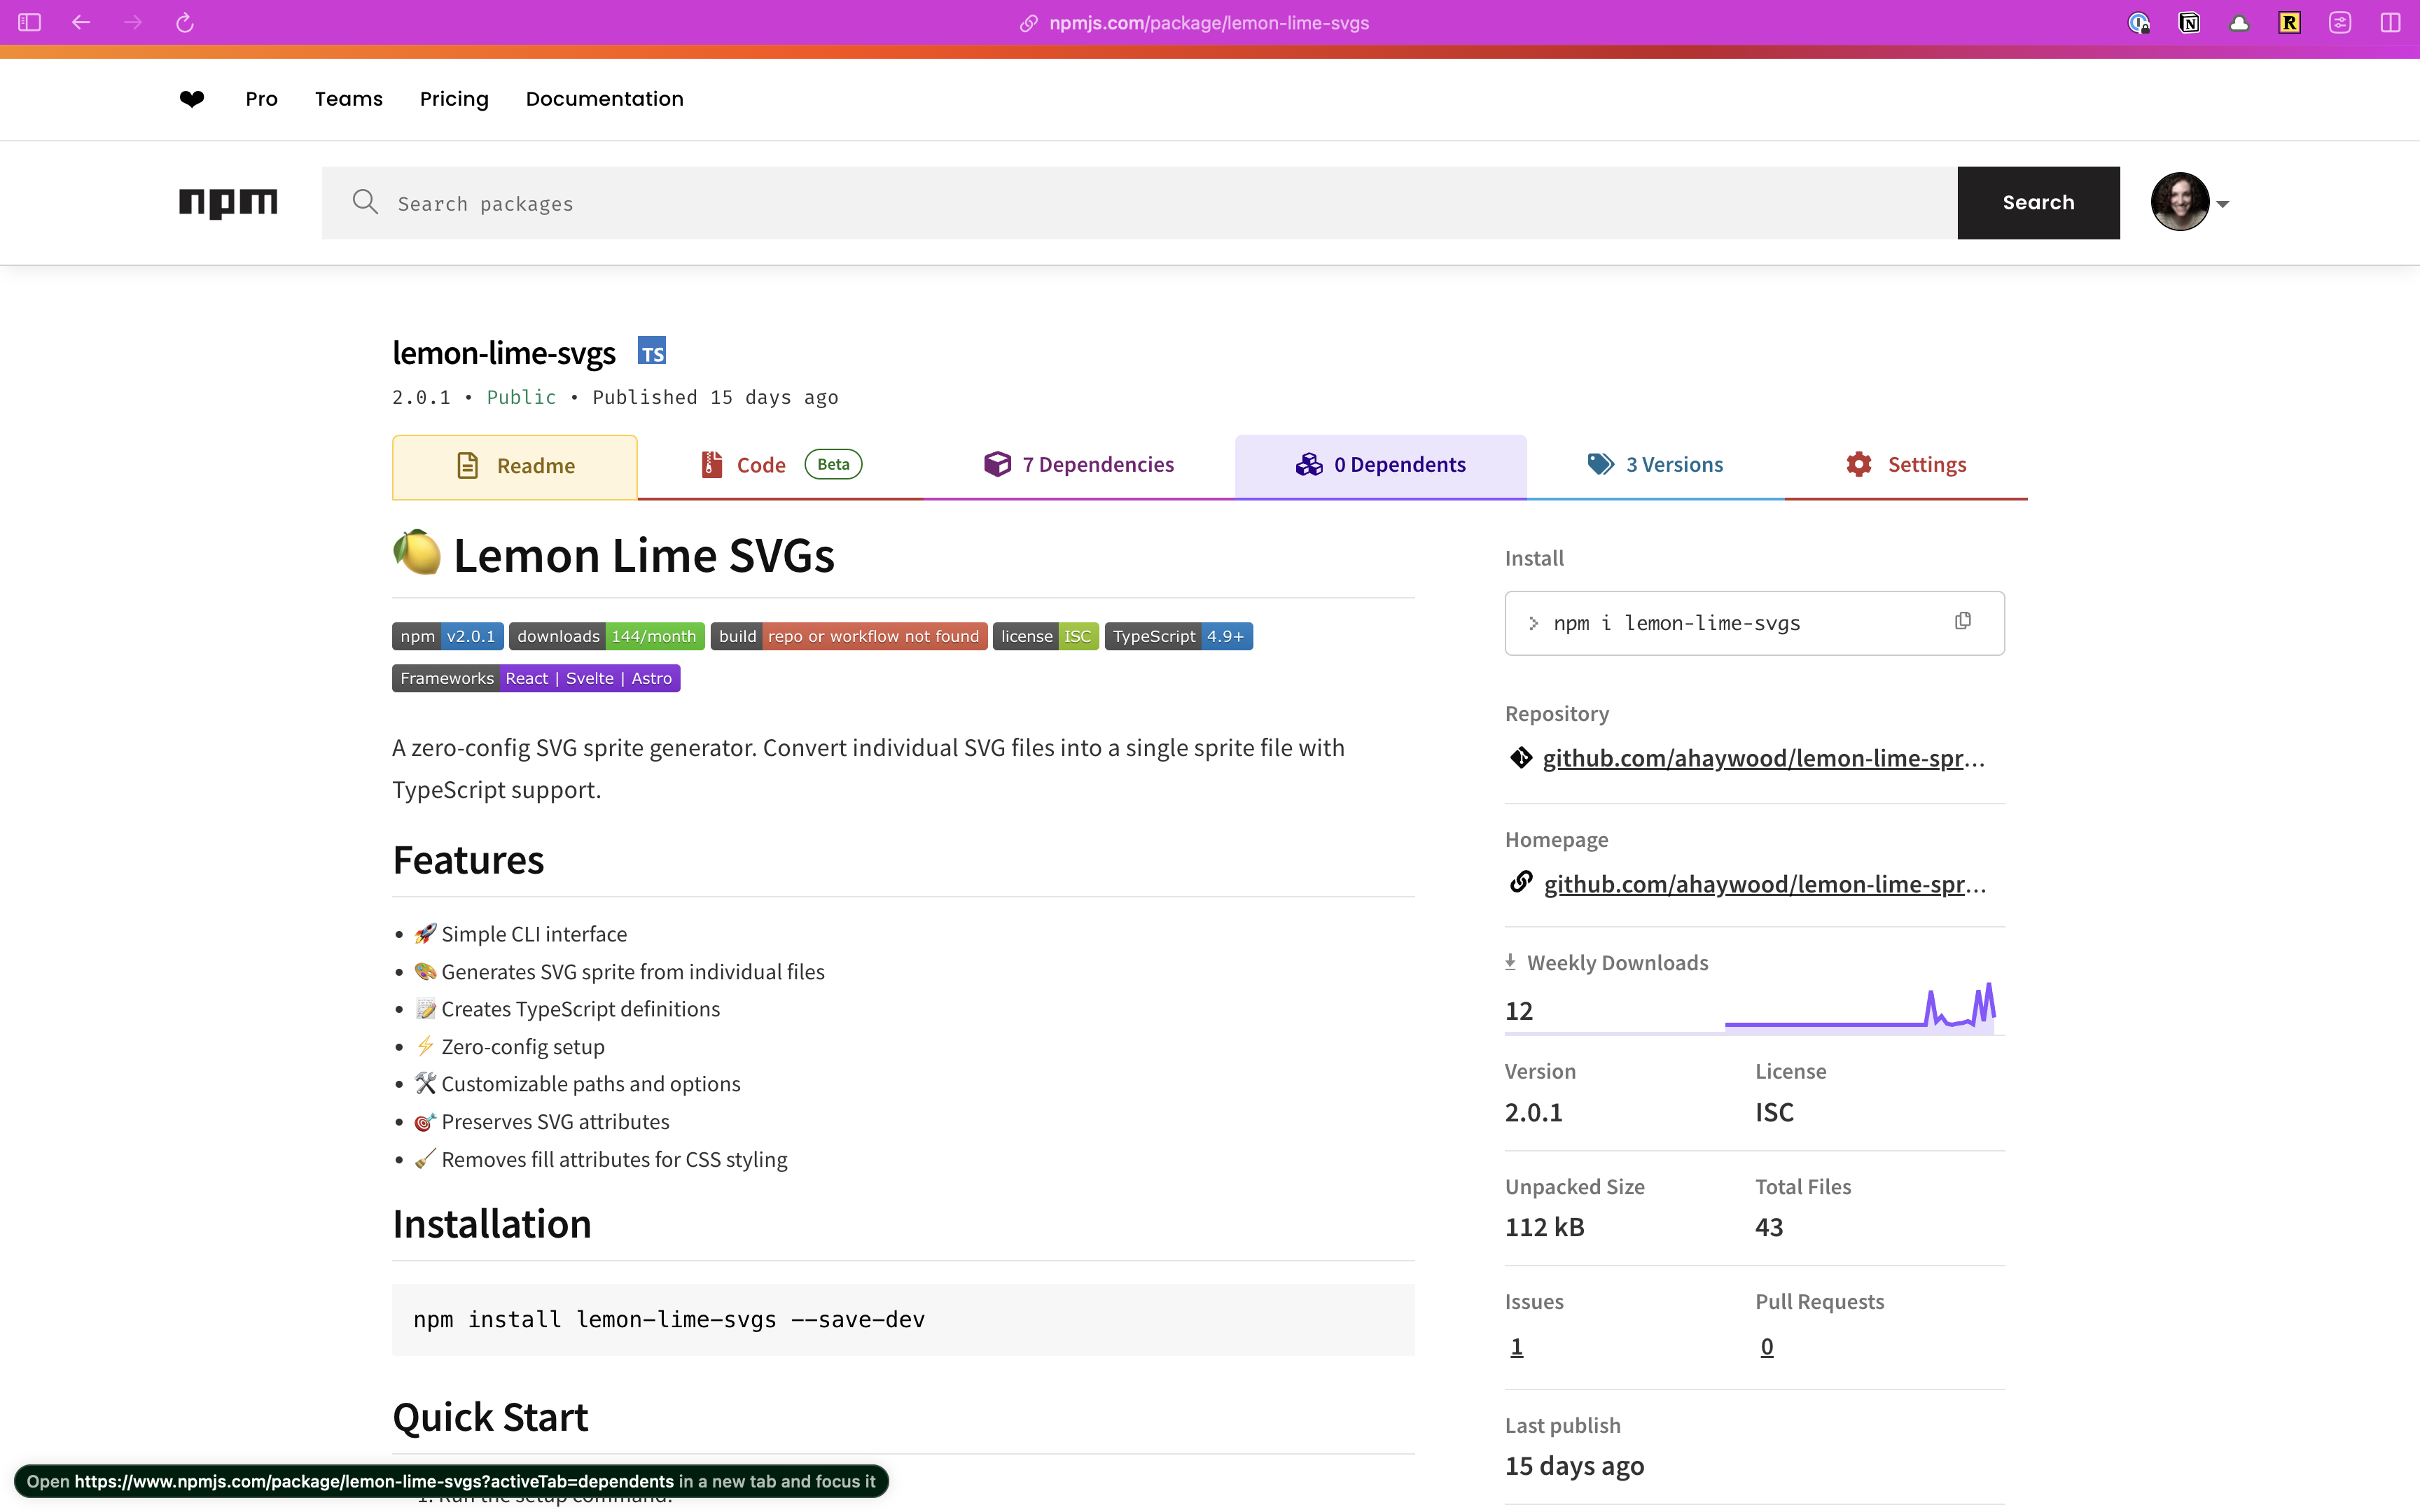 npmjs.com/package/lemon-lime-svgs
Pro Teams Pricing Documentation
npm
Search packages
Search
lemon-lime-svgs TS
2.0.1 • Public • Published 15 days ago
Readme
Code Beta
7 Dependencies
0 Dependents
3 Versions
Settings
🍋 Lemon Lime SVGs
npm v2.0.1 downloads 144/month build repo or workflow not found license ISC TypeScript 4.9+
Frameworks React | Svelte | Astro
A zero-config SVG sprite generator. Convert individual SVG files into a single sprite file with
TypeScript support.
Features
• 🚀 Simple CLI interface
• 🎨 Generates SVG sprite from individual files
• 📝 Creates TypeScript definitions
• ⚡ Zero-config setup
• 🛠️ Customizable paths and options
• 🎯 Preserves SVG attributes
• 🧹 Removes fill attributes for CSS styling
Installation
npm install lemon-lime-svgs --save-dev
Quick Start
1. Run the setup command:
Open https://www.npmjs.com/package/lemon-lime-svgs?activeTab=dependents in a new tab and focus it
Install
> npm i lemon-lime-svgs
Repository
github.com/ahaywood/lemon-lime-spr...
Homepage
github.com/ahaywood/lemon-lime-spr...
Weekly Downloads
12
Version License
2.0.1 ISC
Unpacked Size Total Files
112 kB 43
Issues Pull Requests
1 0
Last publish
15 days ago